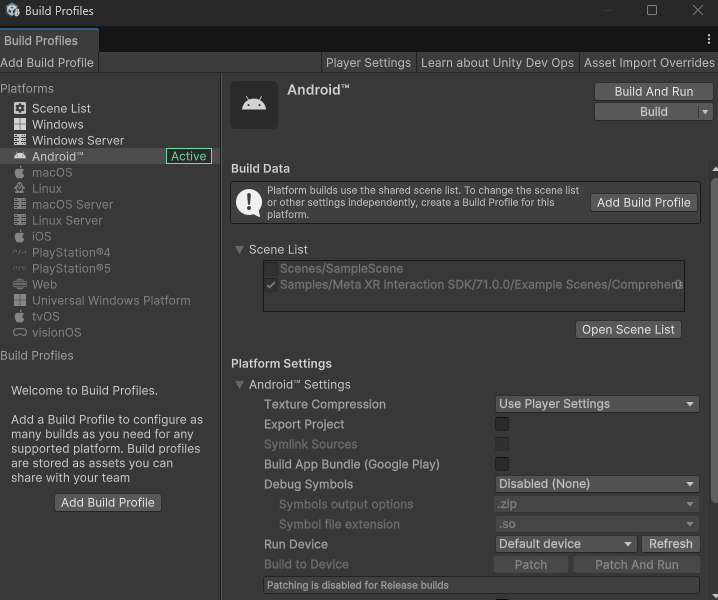 Build Profiles
Build Profiles
Add Build Profile
Player Settings
Learn about Unity Dev Ops
Asset Import Overrides
Platforms
Scene List
Windows
Windows Server
Android™
Active
macOS
Linux
macOS Server
Linux Server
iOS
PlayStation®4
PlayStation®5
Web
Universal Windows Platform
tvOS
visionOS
Build Profiles
Welcome to Build Profiles.
Add a Build Profile to configure as
many builds as you need for any
supported platform. Build profiles
are stored as assets you can
share with your team
Add Build Profile
Android™
Build And Run
Build
Build Data
Platform builds use the shared scene list. To change the scene list
or other settings independently, create a Build Profile for this
platform.
Add Build Profile
Scene List
Scenes/SampleScene
Samples/Meta XR Interaction SDK/71.0.0/Example Scenes/Comprehens
Open Scene List
Platform Settings
Android™ Settings
Texture Compression
Use Player Settings
Export Project
Symlink Sources
Build App Bundle (Google Play)
Debug Symbols
Disabled (None)
Symbols output options
.zip
Symbol file extension
.so
Run Device
Default device
Refresh
Build to Device
Patch
Patch And Run
Patching is disabled for Release builds